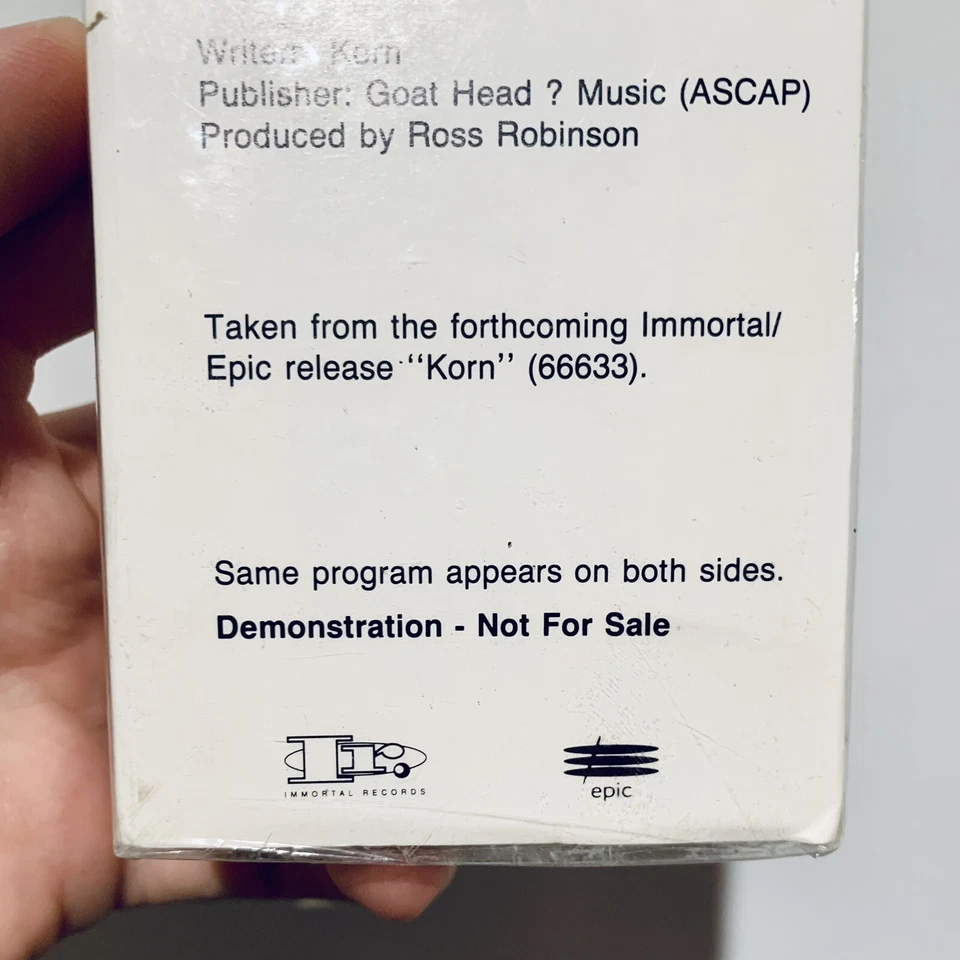 Writers: Korn
Publisher: Goat Head ? Music (ASCAP)
Produced by Ross Robinson
Taken from the forthcoming Immortal/
Epic release “Korn” (66633).
Same program appears on both sides.
Demonstration - Not For Sale
IMMORTAL RECORDS
epic